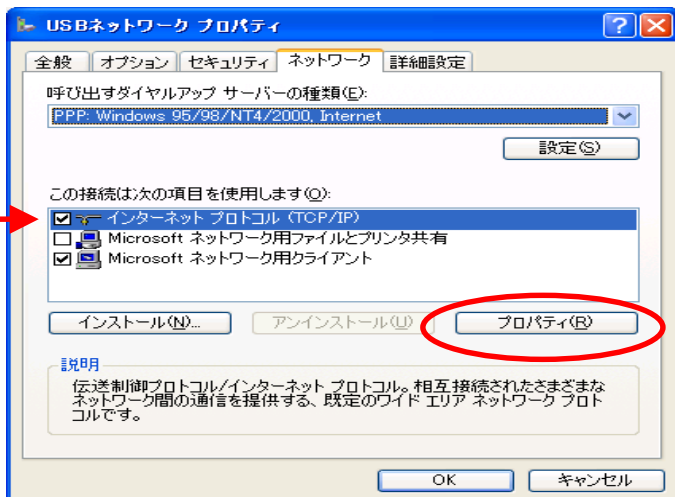 USBネットワーク プロパティ
全般 オプション セキュリティ ネットワーク 詳細設定
呼び出すダイヤルアップ サーバーの種類(E):
PPP: Windows 95/98/NT4/2000, Internet
設定(S)
この接続は次の項目を使用します(O):
インターネット プロトコル (TCP/IP)
Microsoft ネットワーク用ファイルとプリンタ共有
Microsoft ネットワーク用クライアント
インストール(N)... アンインストール(U) プロパティ(R)
説明
伝送制御プロトコル/インターネット プロトコル。相互接続されたさまざまな
ネットワーク間の通信を提供する、既定のワイド エリア ネットワーク プロト
コルです。
OK キャンセル